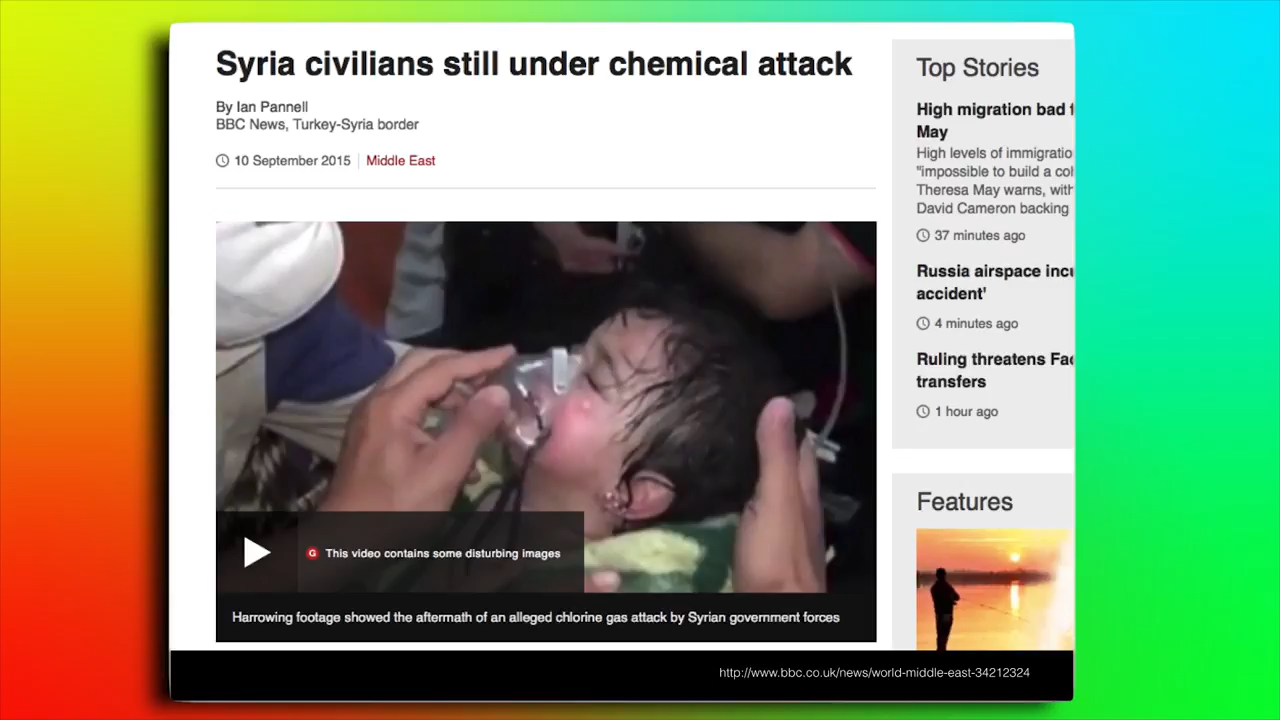 Syria civilians still under chemical attack
By Ian Pannell
BBC News, Turkey-Syria border
10 September 2015
Middle East
G This video contains some disturbing images
Harrowing footage showed the aftermath of an alleged chlorine gas attack by Syrian government forces
Top Stories
High migration bad f
May
High levels of immigratio
"impossible to build a co
Theresa May warns, with
David Cameron backing
37 minutes ago
Russia airspace incu
accident'
4 minutes ago
Ruling threatens Fac
transfers
1 hour ago
Features
http://www.bbc.co.uk/news/world-middle-east-34212324